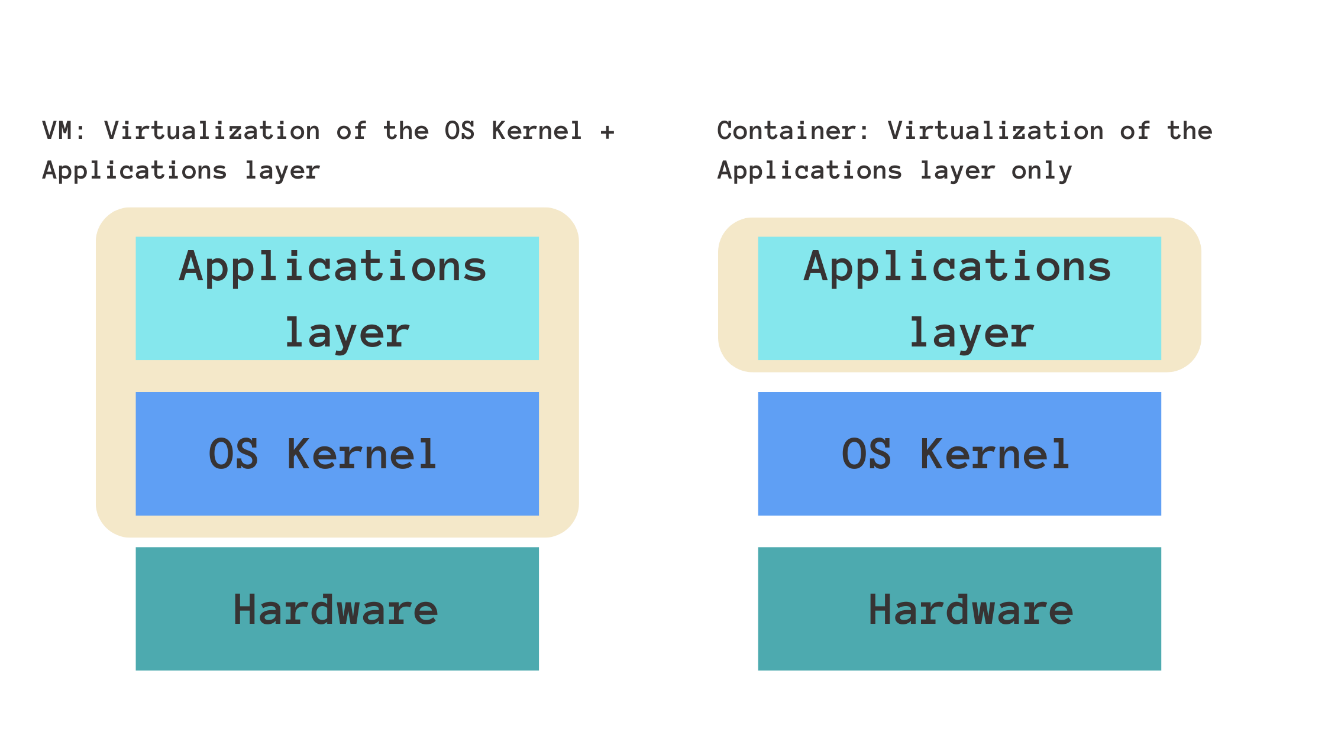 VM: Virtualization of the OS Kernel +
Applications layer
Applications
layer
OS Kernel
Hardware
Container: Virtualization of the
Applications layer only
Applications
layer
OS Kernel
Hardware